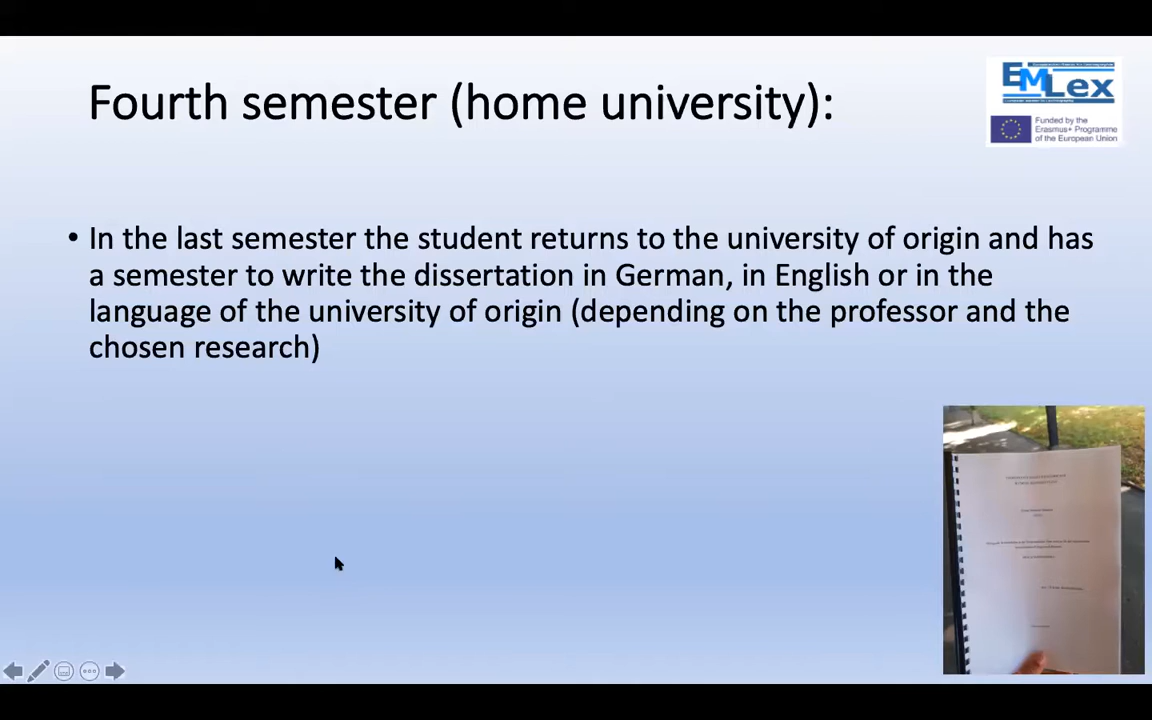 Fourth semester (home university):
EMLex
Funded by the
Erasmus+ Programme
of the European Union
• In the last semester the student returns to the university of origin and has
a semester to write the dissertation in German, in English or in the
language of the university of origin (depending on the professor and the
chosen research)